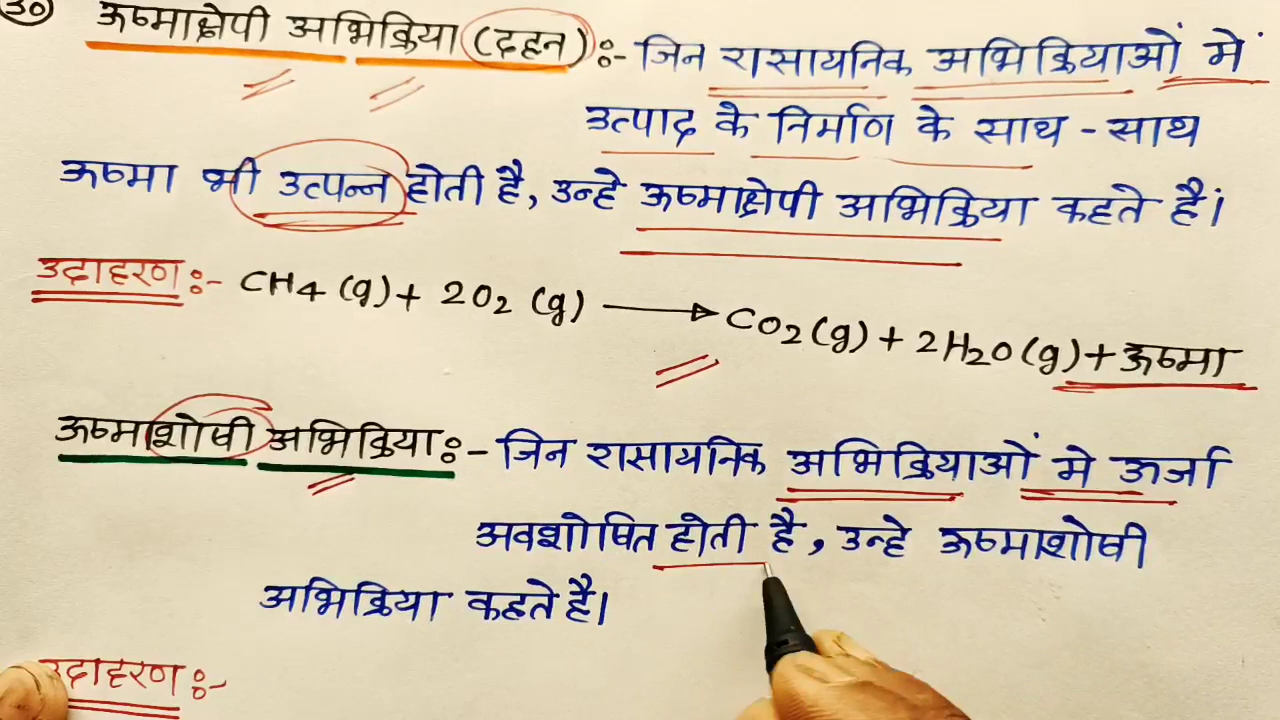 30 ऊष्माक्षेपी अभिक्रिया (दहन) :- जिन रासायनिक अभिक्रियाओं में
उत्पाद के निर्माण के साथ - साथ
ऊष्मा भी उत्पन्न होती है, उन्हे ऊष्माक्षेपी अभिक्रिया कहते हैं।
उदाहरण :- CH4 (g) + 2O2 (g) → CO2 (g) + 2H2O (g) + ऊष्मा
ऊष्माशोषी अभिक्रिया :- जिन रासायनिक अभिक्रियाओं मे ऊर्जा
अवशोषित होती है, उन्हे ऊष्माशोषी
अभिक्रिया कहते है।
उदाहरण :-